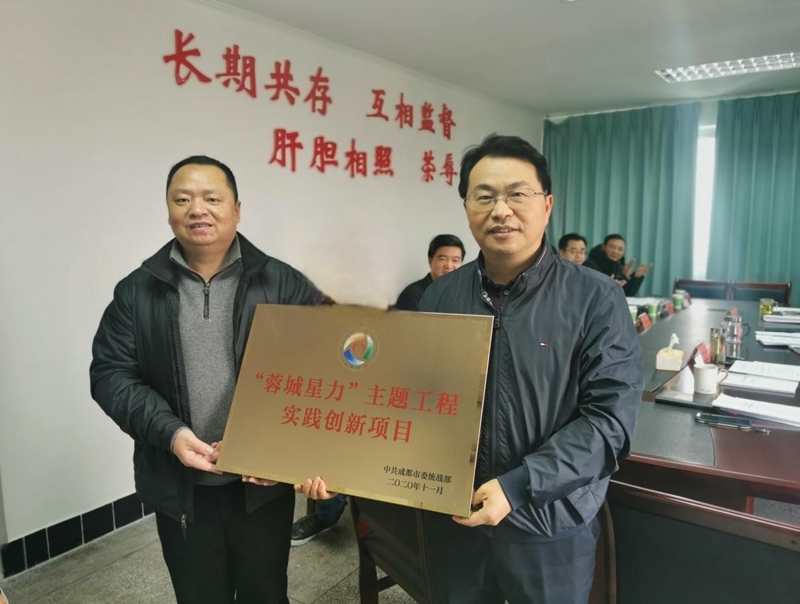 长期共存 互相监督
肝胆相照 荣辱
“蓉城星力”主题工程
实践创新项目
中共成都市委统战部
二〇二〇年十一月